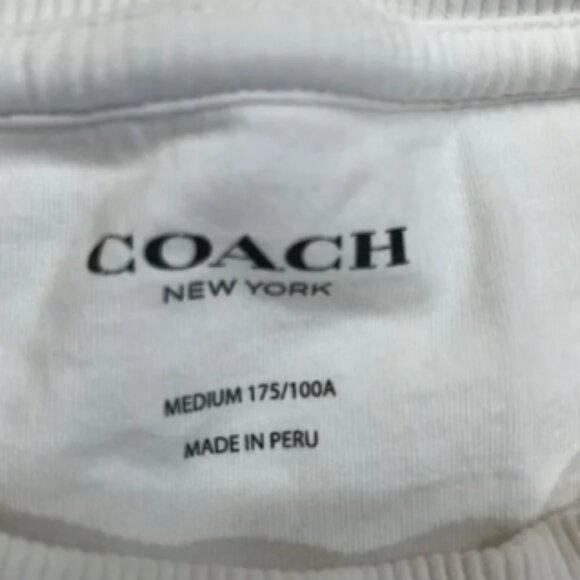 COACH
NEW YORK
MEDIUM 175/100A
MADE IN PERU